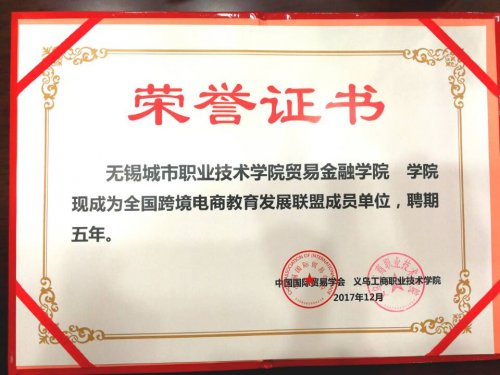 荣誉证书
无锡城市职业技术学院贸易金融学院 学院
现成为全国跨境电商教育发展联盟成员单位，聘期
五年。
中国国际贸易学会 义乌工商职业技术学院
2017年12月